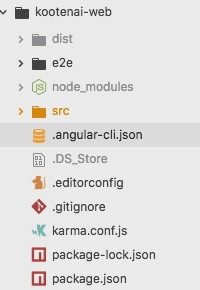 kootenai-web
dist
e2e
node_modules
src
.angular-cli.json
.DS_Store
.editorconfig
.gitignore
karma.conf.js
package-lock.json
package.json